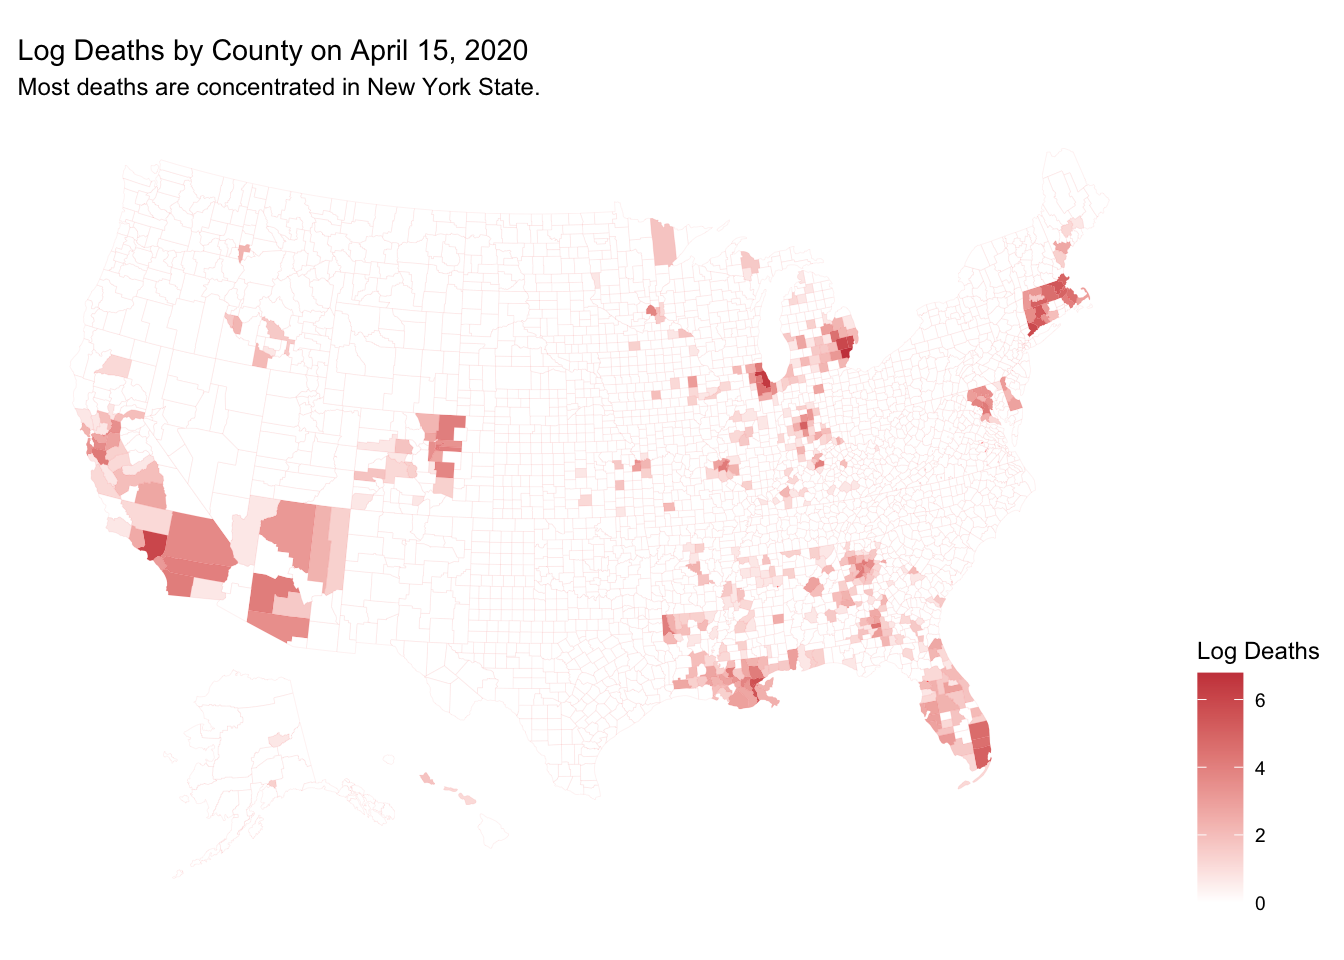 Log Deaths by County on April 15, 2020
Most deaths are concentrated in New York State.
Log Deaths
6
4
2
0